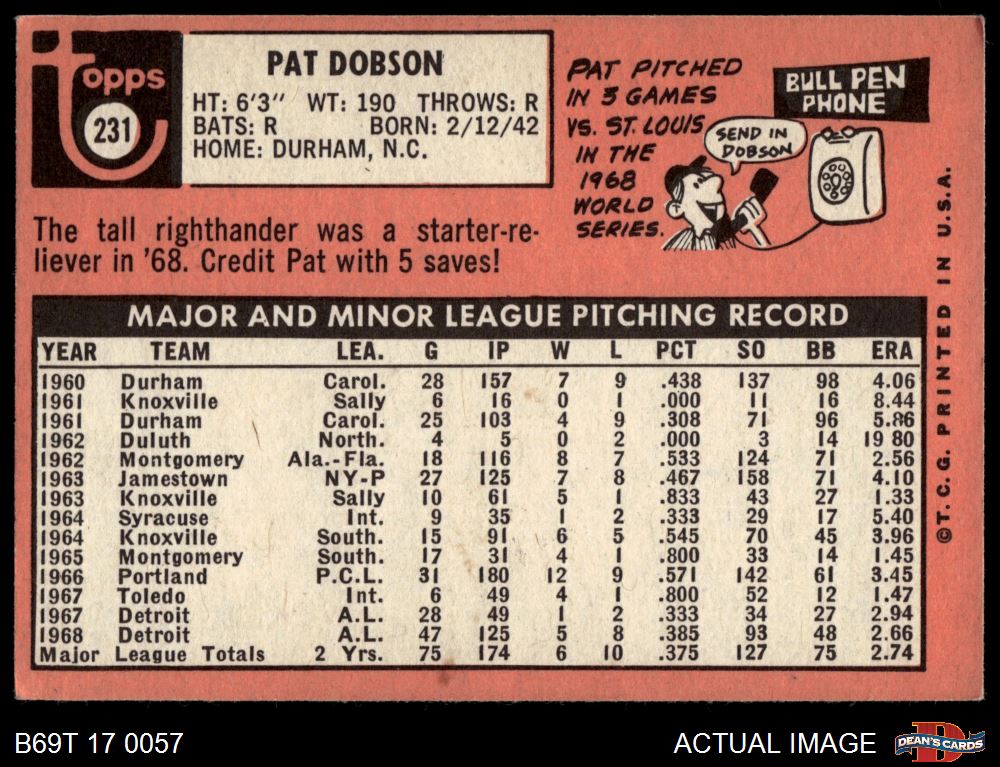 Topps
231
PAT DOBSON
HT: 6'3" WT: 190 THROWS: R
BATS: R BORN: 2/12/42
HOME: DURHAM, N.C.
The tall righthander was a starter-re-
liever in '68. Credit Pat with 5 saves!
PAT PITCHED
IN 3 GAMES
VS. ST. LOUIS
IN THE
1968
WORLD
SERIES.
SEND IN
DOBSON
BULL PEN
PHONE
MAJOR AND MINOR LEAGUE PITCHING RECORD
YEAR TEAM LEA. G IP W L PCT SO BB ERA
1960 Durham Carol. 28 157 7 9 .438 137 98 4.06
1961 Knoxville Sally 6 16 0 1 .000 11 16 8.44
1961 Durham Carol. 25 103 4 9 .308 71 96 5.86
1962 Duluth North. 4 5 0 2 .000 3 14 19 80
1962 Montgomery Ala.-Fla. 18 116 8 7 .533 124 71 2.56
1963 Jamestown NY-P 27 125 7 8 .467 158 71 4.10
1963 Knoxville Sally 10 61 5 1 .833 43 27 1.33
1964 Syracuse Int. 9 35 1 2 .333 29 17 5.40
1964 Knoxville South. 15 91 6 5 .545 70 45 3.96
1965 Montgomery South. 17 31 4 1 .800 33 14 1.45
1966 Portland P.C.L. 31 180 12 9 .571 142 61 3.45
1967 Toledo Int. 6 49 4 1 .800 52 12 1.47
1967 Detroit A.L. 28 49 1 2 .333 34 27 2.94
1968 Detroit A.L. 47 125 5 8 .385 93 48 2.66
Major League Totals 2 Yrs. 75 174 6 10 .375 127 75 2.74
©T.C.G. PRINTED IN U.S.A.
B69T 17 0057
ACTUAL IMAGE
D
DEAN'S CARDS